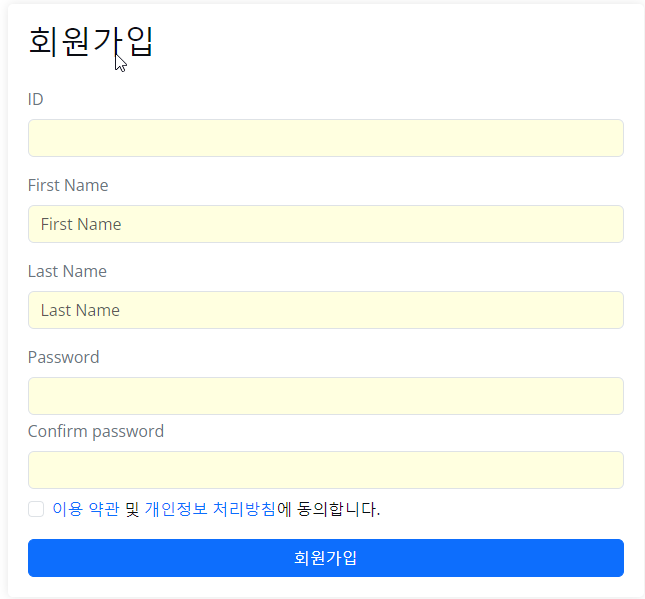 회원가입
ID
First Name
First Name
Last Name
Last Name
Password
Confirm password
이용 약관 및 개인정보 처리방침에 동의합니다.
회원가입